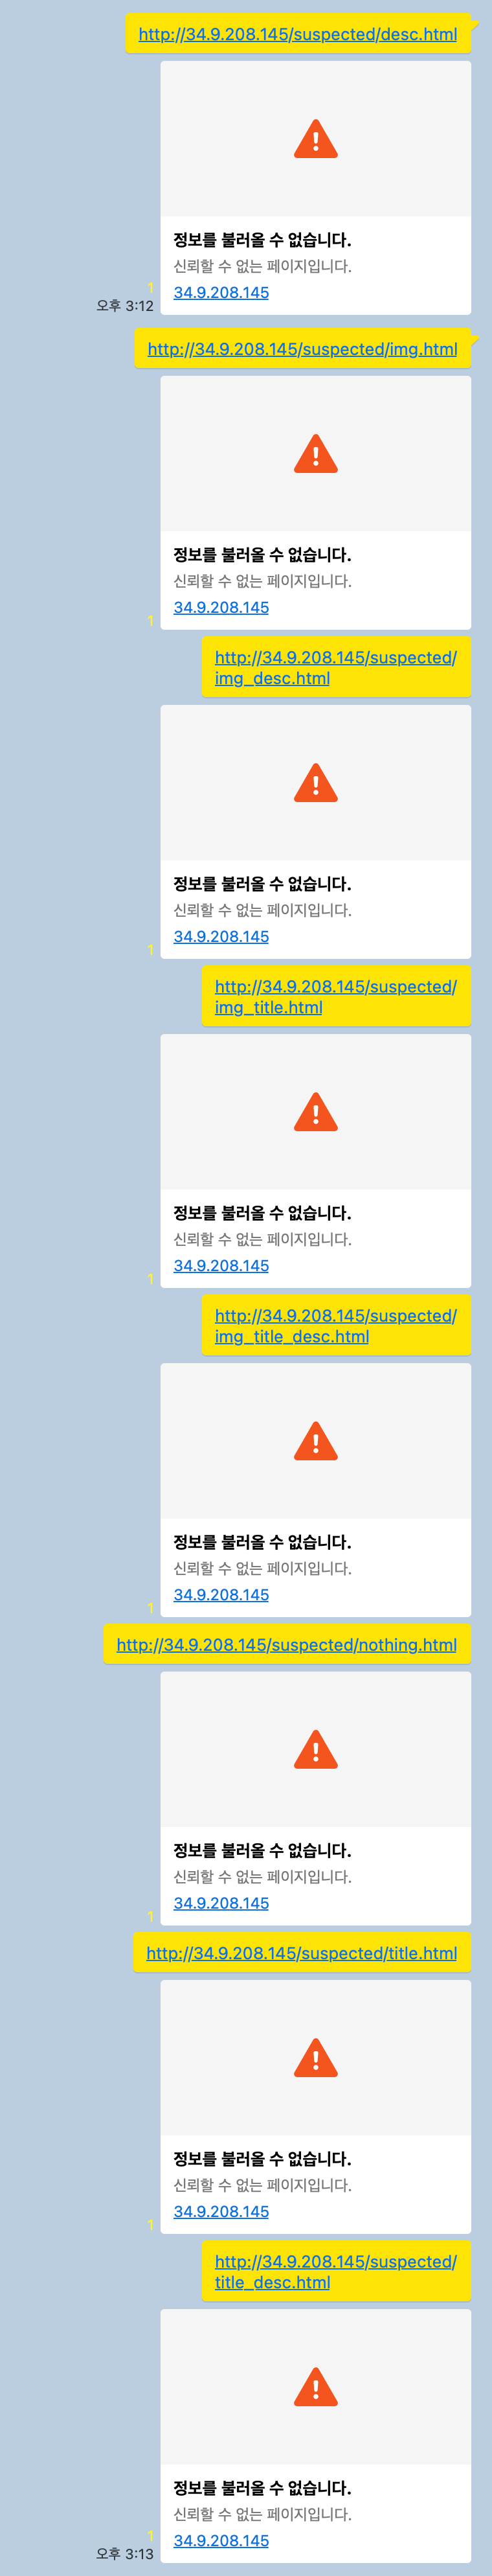 http://34.9.208.145/suspected/desc.html
정보를 불러올 수 없습니다.
신뢰할 수 없는 페이지입니다.
34.9.208.145
1
오후 3:12
http://34.9.208.145/suspected/img.html
정보를 불러올 수 없습니다.
신뢰할 수 없는 페이지입니다.
34.9.208.145
1
http://34.9.208.145/suspected/
img_desc.html
정보를 불러올 수 없습니다.
신뢰할 수 없는 페이지입니다.
34.9.208.145
1
http://34.9.208.145/suspected/
img_title.html
정보를 불러올 수 없습니다.
신뢰할 수 없는 페이지입니다.
34.9.208.145
1
http://34.9.208.145/suspected/
img_title_desc.html
정보를 불러올 수 없습니다.
신뢰할 수 없는 페이지입니다.
34.9.208.145
1
http://34.9.208.145/suspected/nothing.html
정보를 불러올 수 없습니다.
신뢰할 수 없는 페이지입니다.
34.9.208.145
1
http://34.9.208.145/suspected/title.html
정보를 불러올 수 없습니다.
신뢰할 수 없는 페이지입니다.
34.9.208.145
1
http://34.9.208.145/suspected/
title_desc.html
정보를 불러올 수 없습니다.
신뢰할 수 없는 페이지입니다.
34.9.208.145
1
오후 3:13